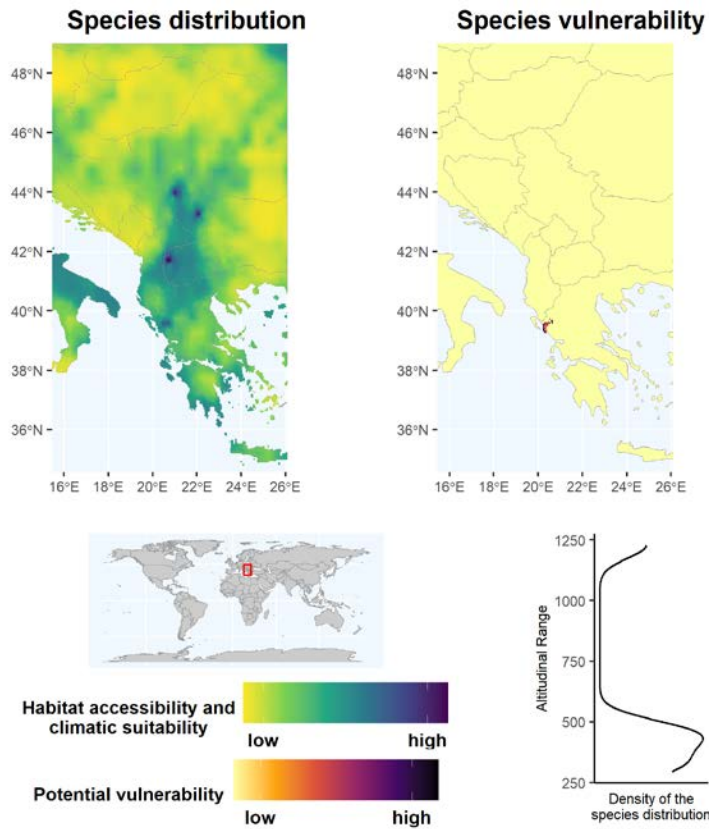 Species distribution
48°N
46°N
44°N
42°N
40°N
38°N
36°N
16°E 18°E 20°E 22°E 24°E 26°E
Species vulnerability
48°N
46°N
44°N
42°N
40°N
38°N
36°N
16°E 18°E 20°E 22°E 24°E 26°E
Habitat accessibility and
climatic suitability
low high
Potential vulnerability
low high
Altitudinal Range
1250
1000
750
500
250
Density of the
species distribution